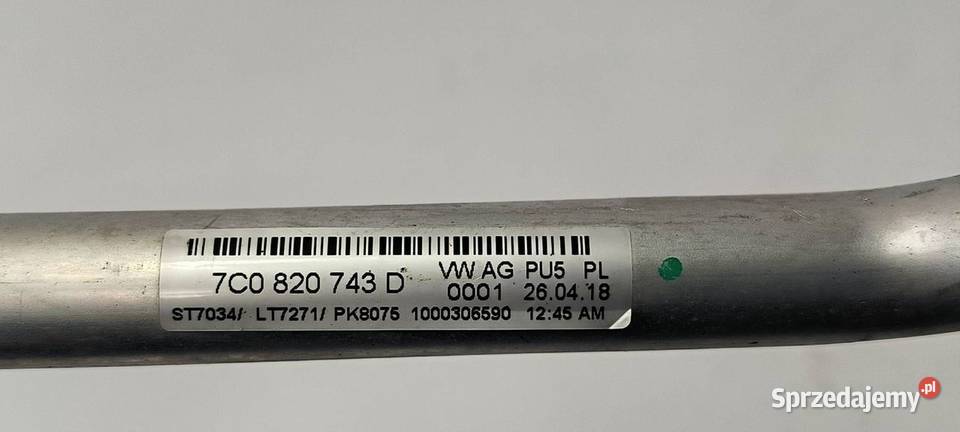 7C0 820 743 D VW AG PU5 PL
0001 26.04.18
ST7034/ LT7271/ PK8075 1000306590 12:45 AM
Sprzedajemy.pl